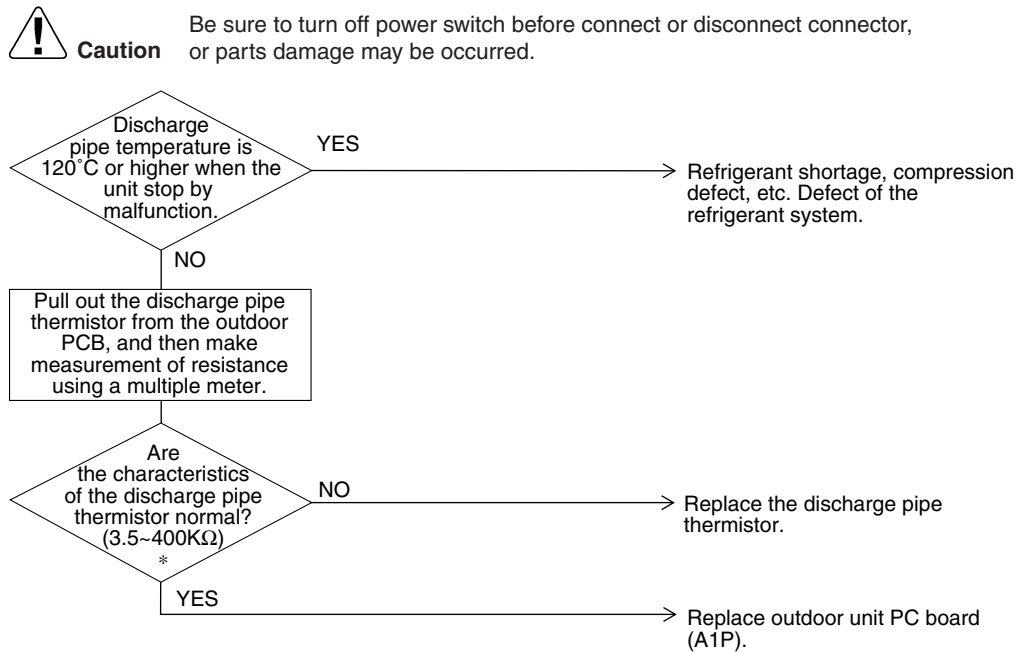 Caution
Be sure to turn off power switch before connect or disconnect connector,
or parts damage may be occurred.
Discharge
pipe temperature is
120˚C or higher when the
unit stop by
malfunction.
YES
Refrigerant shortage, compression
defect, etc. Defect of the
refrigerant system.
NO
Pull out the discharge pipe
thermistor from the outdoor
PCB, and then make
measurement of resistance
using a multiple meter.
Are
the characteristics
of the discharge pipe
thermistor normal?
(3.5~400KΩ)
*
NO
Replace the discharge pipe
thermistor.
YES
Replace outdoor unit PC board
(A1P).